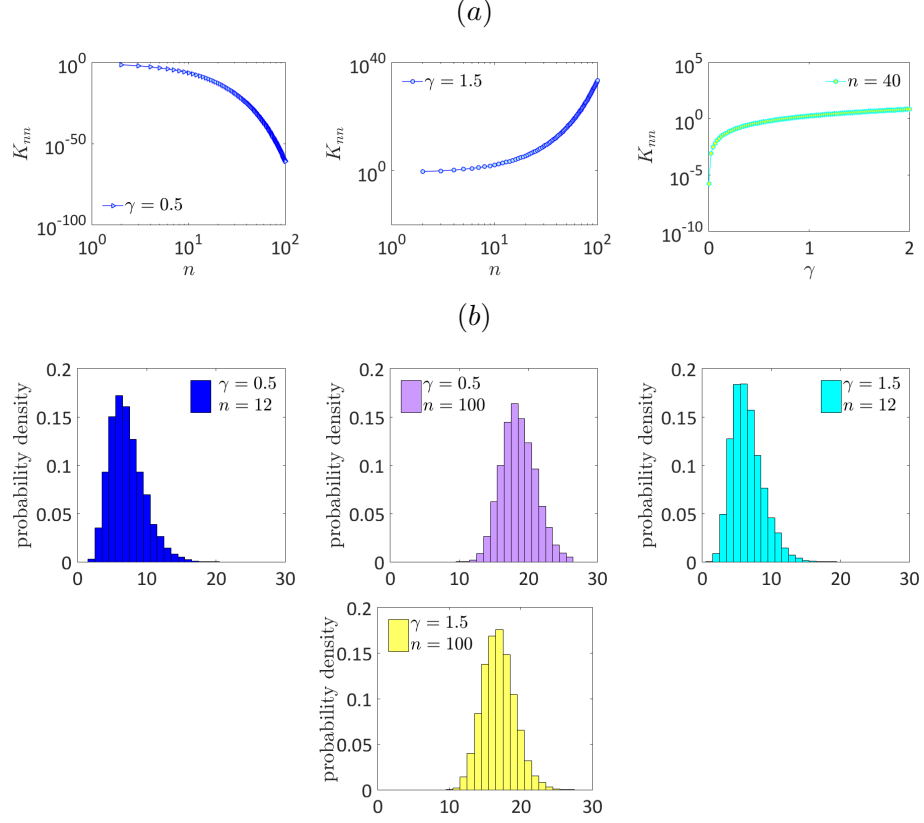 (a)
10^0
10^-50
10^-100
K_nn
γ = 0.5
10^0 10^1 10^2
n
10^40
10^0
K_nn
γ = 1.5
10^0 10^1 10^2
n
10^5
10^0
10^-5
10^-10
K_nn
n = 40
0 1 2
γ
(b)
0.2
0.15
0.1
0.05
0
probability density
γ = 0.5
n = 12
0 10 20 30
0.2
0.15
0.1
0.05
0
probability density
γ = 0.5
n = 100
0 10 20 30
0.2
0.15
0.1
0.05
0
probability density
γ = 1.5
n = 12
0 10 20 30
0.2
0.15
0.1
0.05
0
probability density
γ = 1.5
n = 100
0 10 20 30